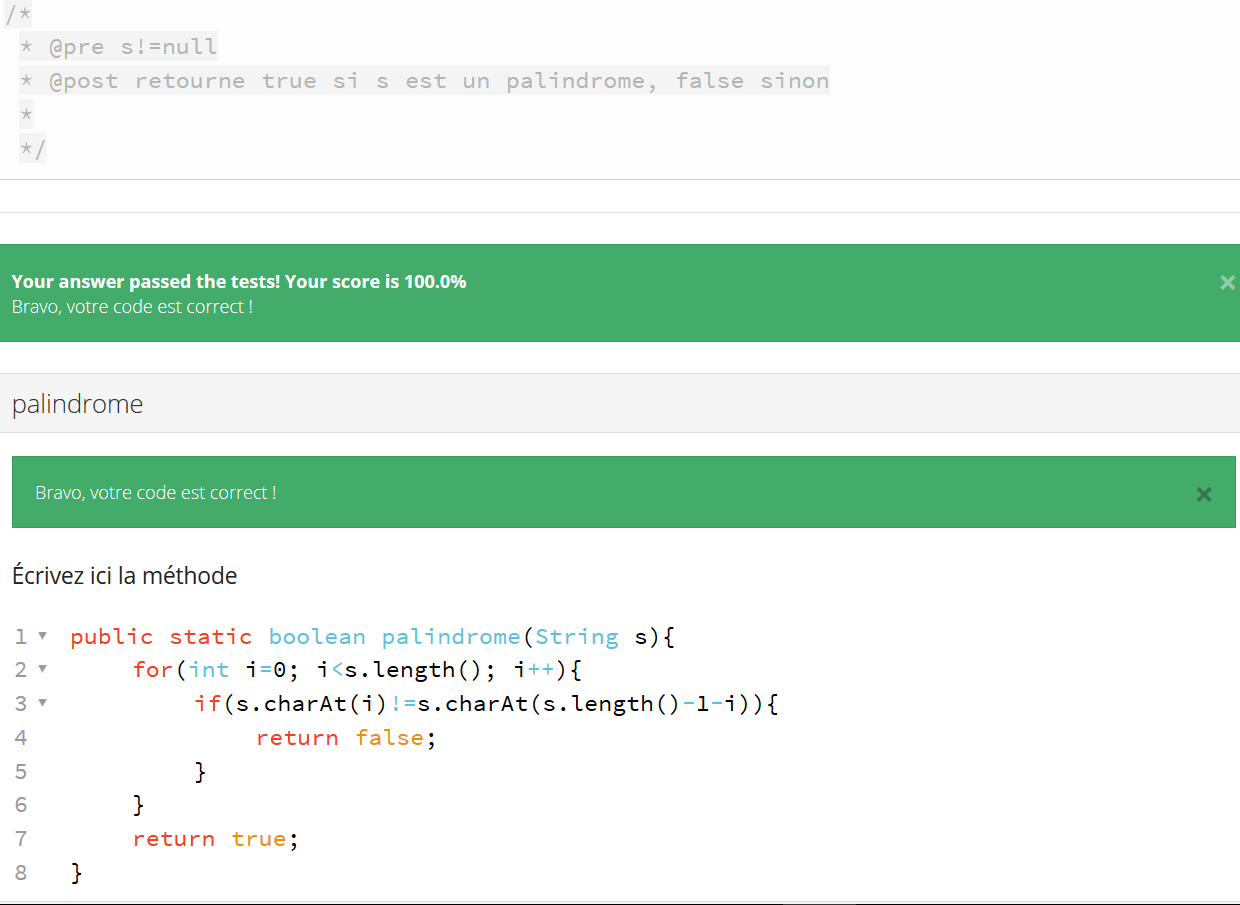 /*
* @pre s!=null
* @post retourne true si s est un palindrome, false sinon
*
*/
Your answer passed the tests! Your score is 100.0%
×
Bravo, votre code est correct !
palindrome
Bravo, votre code est correct !
×
Écrivez ici la méthode
1 ▾ public static boolean palindrome(String s){
2 ▾     for(int i=0; i<s.length(); i++){
3 ▾         if(s.charAt(i)!=s.charAt(s.length()-1-i)){
4             return false;
5         }
6     }
7     return true;
8 }